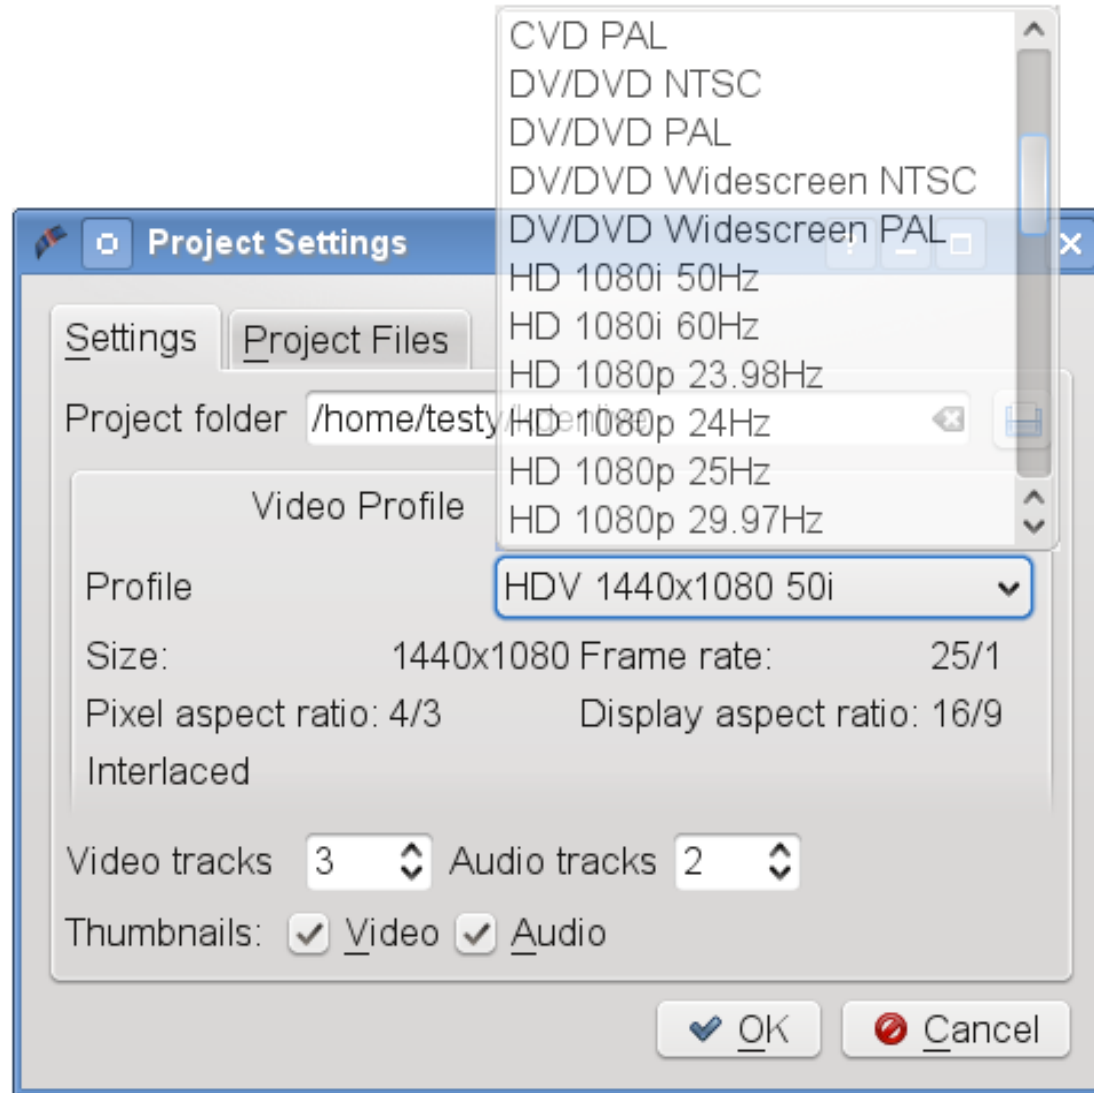 CVD PAL
DV/DVD NTSC
DV/DVD PAL
DV/DVD Widescreen NTSC
DV/DVD Widescreen PAL
HD 1080i 50Hz
HD 1080i 60Hz
HD 1080p 23.98Hz
HD 1080p 24Hz
HD 1080p 25Hz
HD 1080p 29.97Hz
Project Settings
Settings Project Files
Project folder /home/testy/kdenlive
Video Profile
Profile HDV 1440x1080 50i
Size: 1440x1080 Frame rate: 25/1
Pixel aspect ratio: 4/3 Display aspect ratio: 16/9
Interlaced
Video tracks 3 Audio tracks 2
Thumbnails: Video Audio
OK Cancel